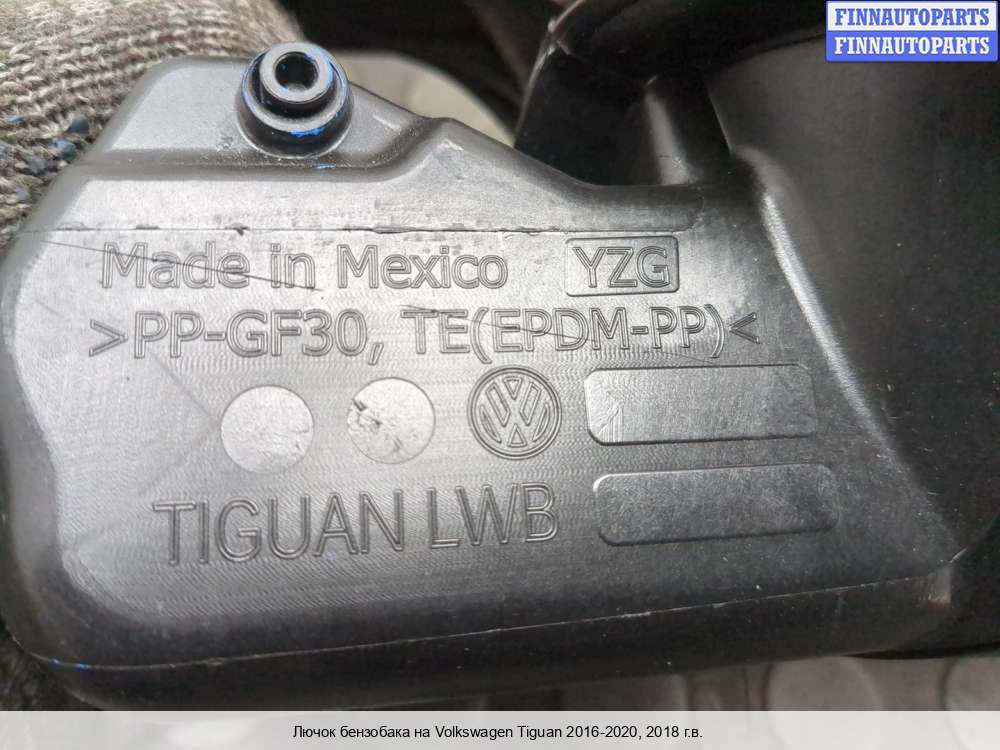 FINNAUTOPARTS
FINNAUTOPARTS
Made in Mexico YZG
>PP-GF30, TE(EPDM-PP)<
TIGUAN LWB
Лючок бензобака на Volkswagen Tiguan 2016-2020, 2018 г.в.